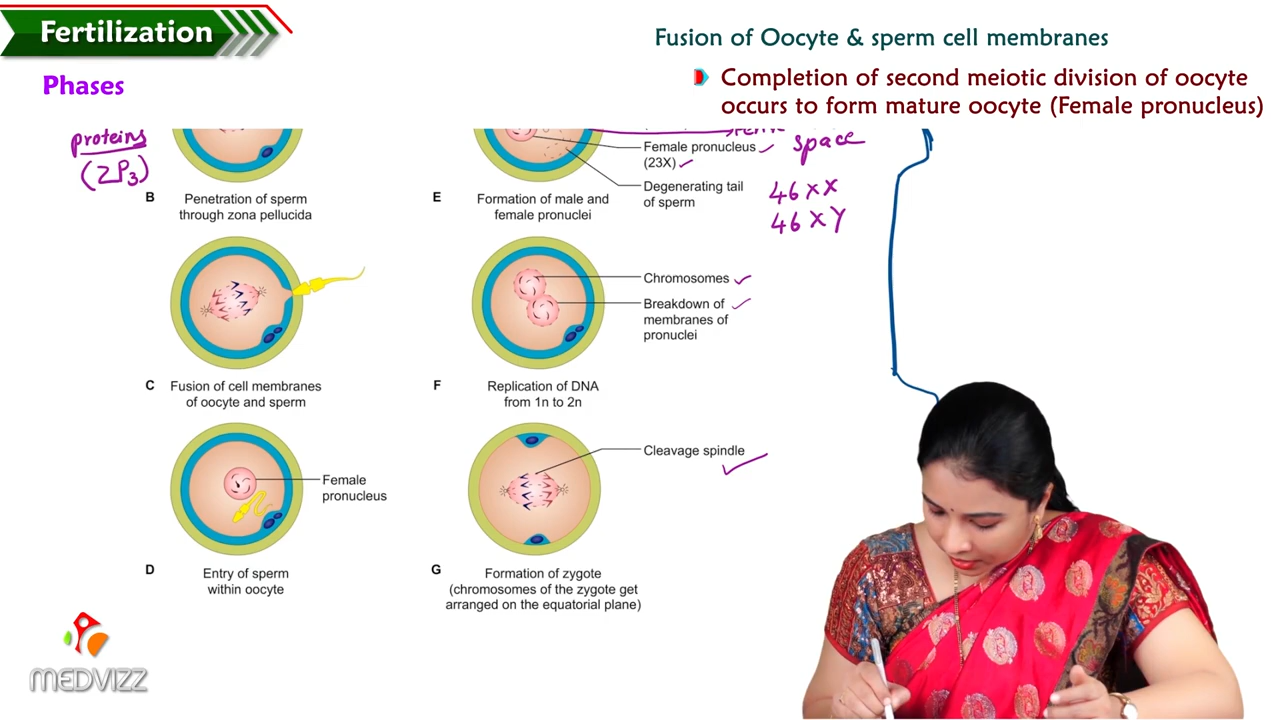 Fertilization
Fusion of Oocyte & sperm cell membranes
Phases
Completion of second meiotic division of oocyte
occurs to form mature oocyte (Female pronucleus)
proteins
(ZP3)
B
Penetration of sperm
through zona pellucida
E
Formation of male and
female pronuclei
Female pronucleus
(23X)
Degenerating tail
of sperm
space
46XX
46XY
C
Fusion of cell membranes
of oocyte and sperm
F
Replication of DNA
from 1n to 2n
Chromosomes
Breakdown of
membranes of
pronuclei
D
Entry of sperm
within oocyte
Female
pronucleus
G
Formation of zygote
(chromosomes of the zygote get
arranged on the equatorial plane)
Cleavage spindle
MEDVIZZ